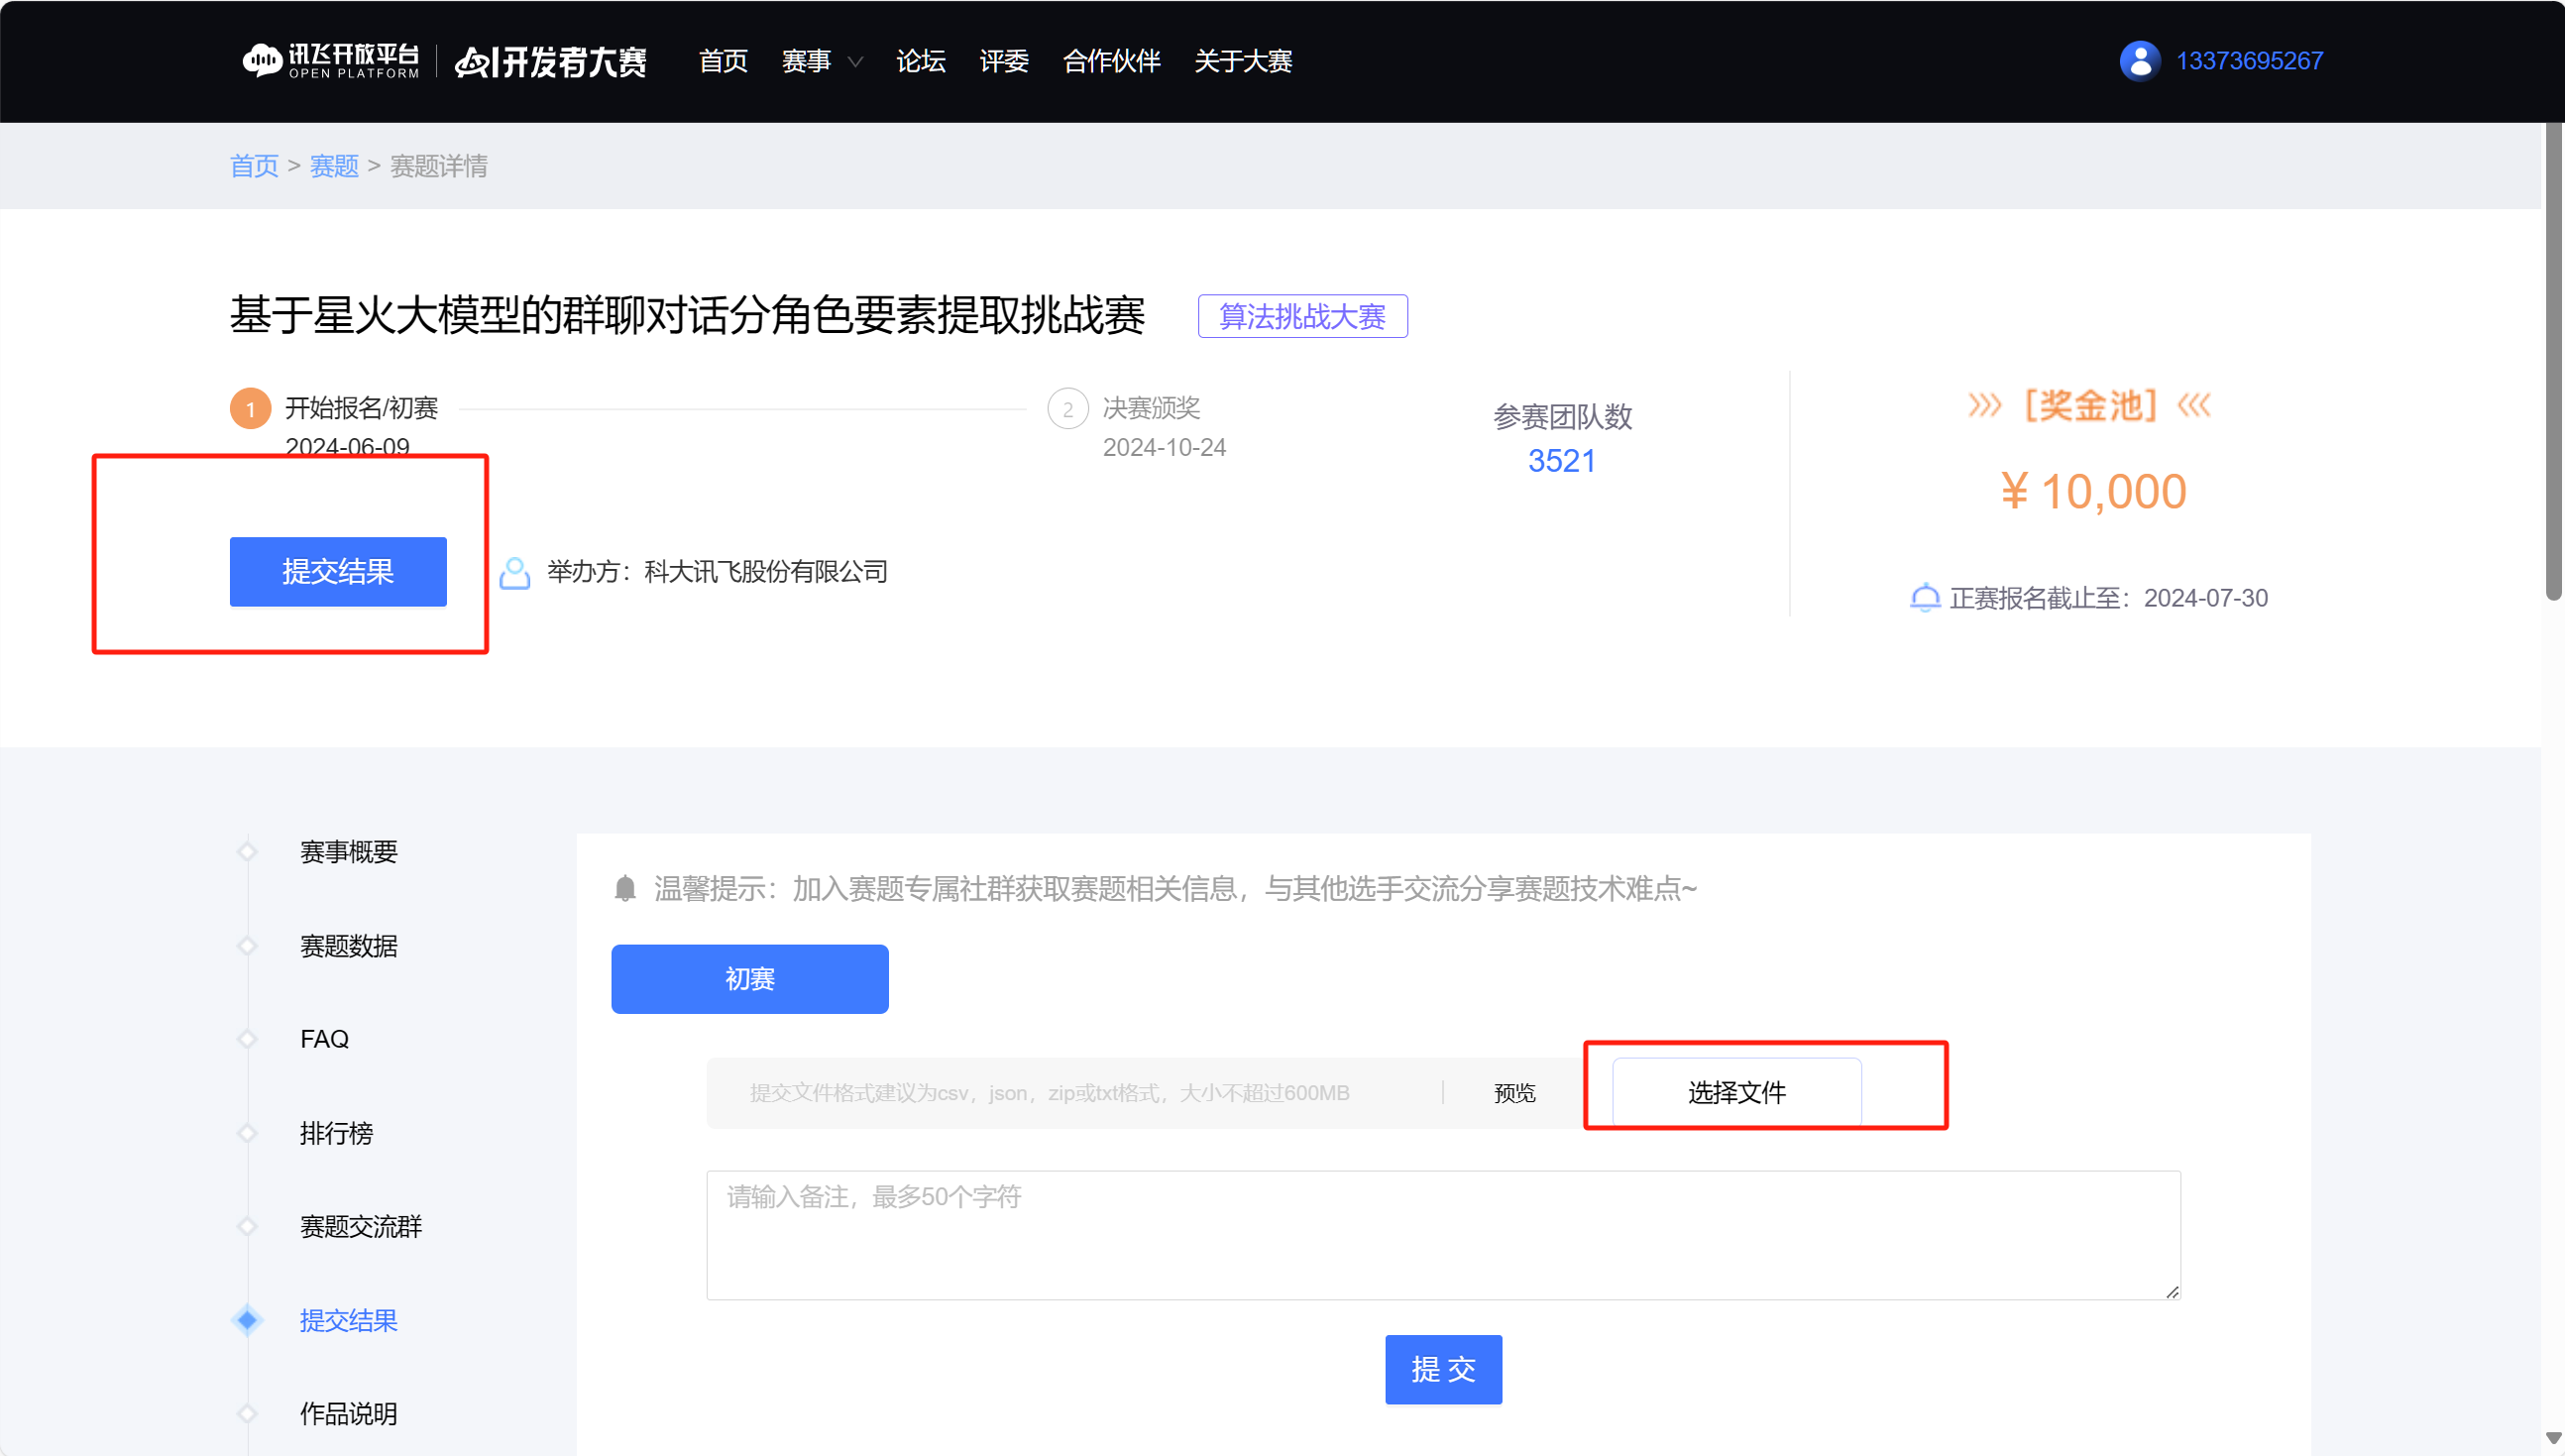 讯飞开放平台
OPEN PLATFORM
AI开发者大赛
首页 赛事 论坛 评委 合作伙伴 关于大赛
13373695267
首页 > 赛题 > 赛题详情
基于星火大模型的群聊对话分角色要素提取挑战赛
算法挑战大赛
1 开始报名/初赛
2024-06-09
2 决赛颁奖
2024-10-24
参赛团队数
3521
[奖金池]
¥10,000
提交结果
举办方：科大讯飞股份有限公司
正赛报名截止至：2024-07-30
赛事概要
赛题数据
FAQ
排行榜
赛题交流群
提交结果
作品说明
温馨提示：加入赛题专属社群获取赛题相关信息，与其他选手交流分享赛题技术难点~
初赛
提交文件格式建议为csv，json，zip或txt格式，大小不超过600MB
预览
选择文件
请输入备注，最多50个字符
提 交